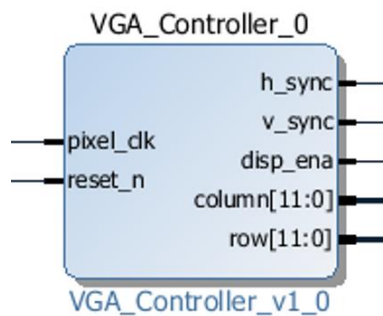 VGA_Controller_0
h_sync
v_sync
pixel_clk
disp_ena
reset_n
column[11:0]
row[11:0]
VGA_Controller_v1_0